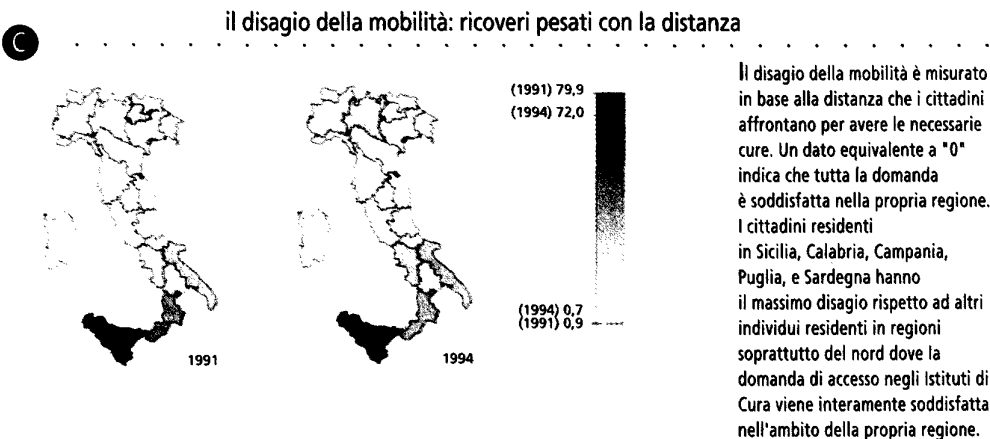 il disagio della mobilità: ricoveri pesati con la distanza
C
(1991) 79,9
(1994) 72,0
(1994) 0,7
(1991) 0,9
1991
1994
Il disagio della mobilità è misurato
in base alla distanza che i cittadini
affrontano per avere le necessarie
cure. Un dato equivalente a "0"
indica che tutta la domanda
è soddisfatta nella propria regione.
I cittadini residenti
in Sicilia, Calabria, Campania,
Puglia, e Sardegna hanno
il massimo disagio rispetto ad altri
individui residenti in regioni
soprattutto del nord dove la
domanda di accesso negli Istituti di
Cura viene interamente soddisfatta
nell'ambito della propria regione.